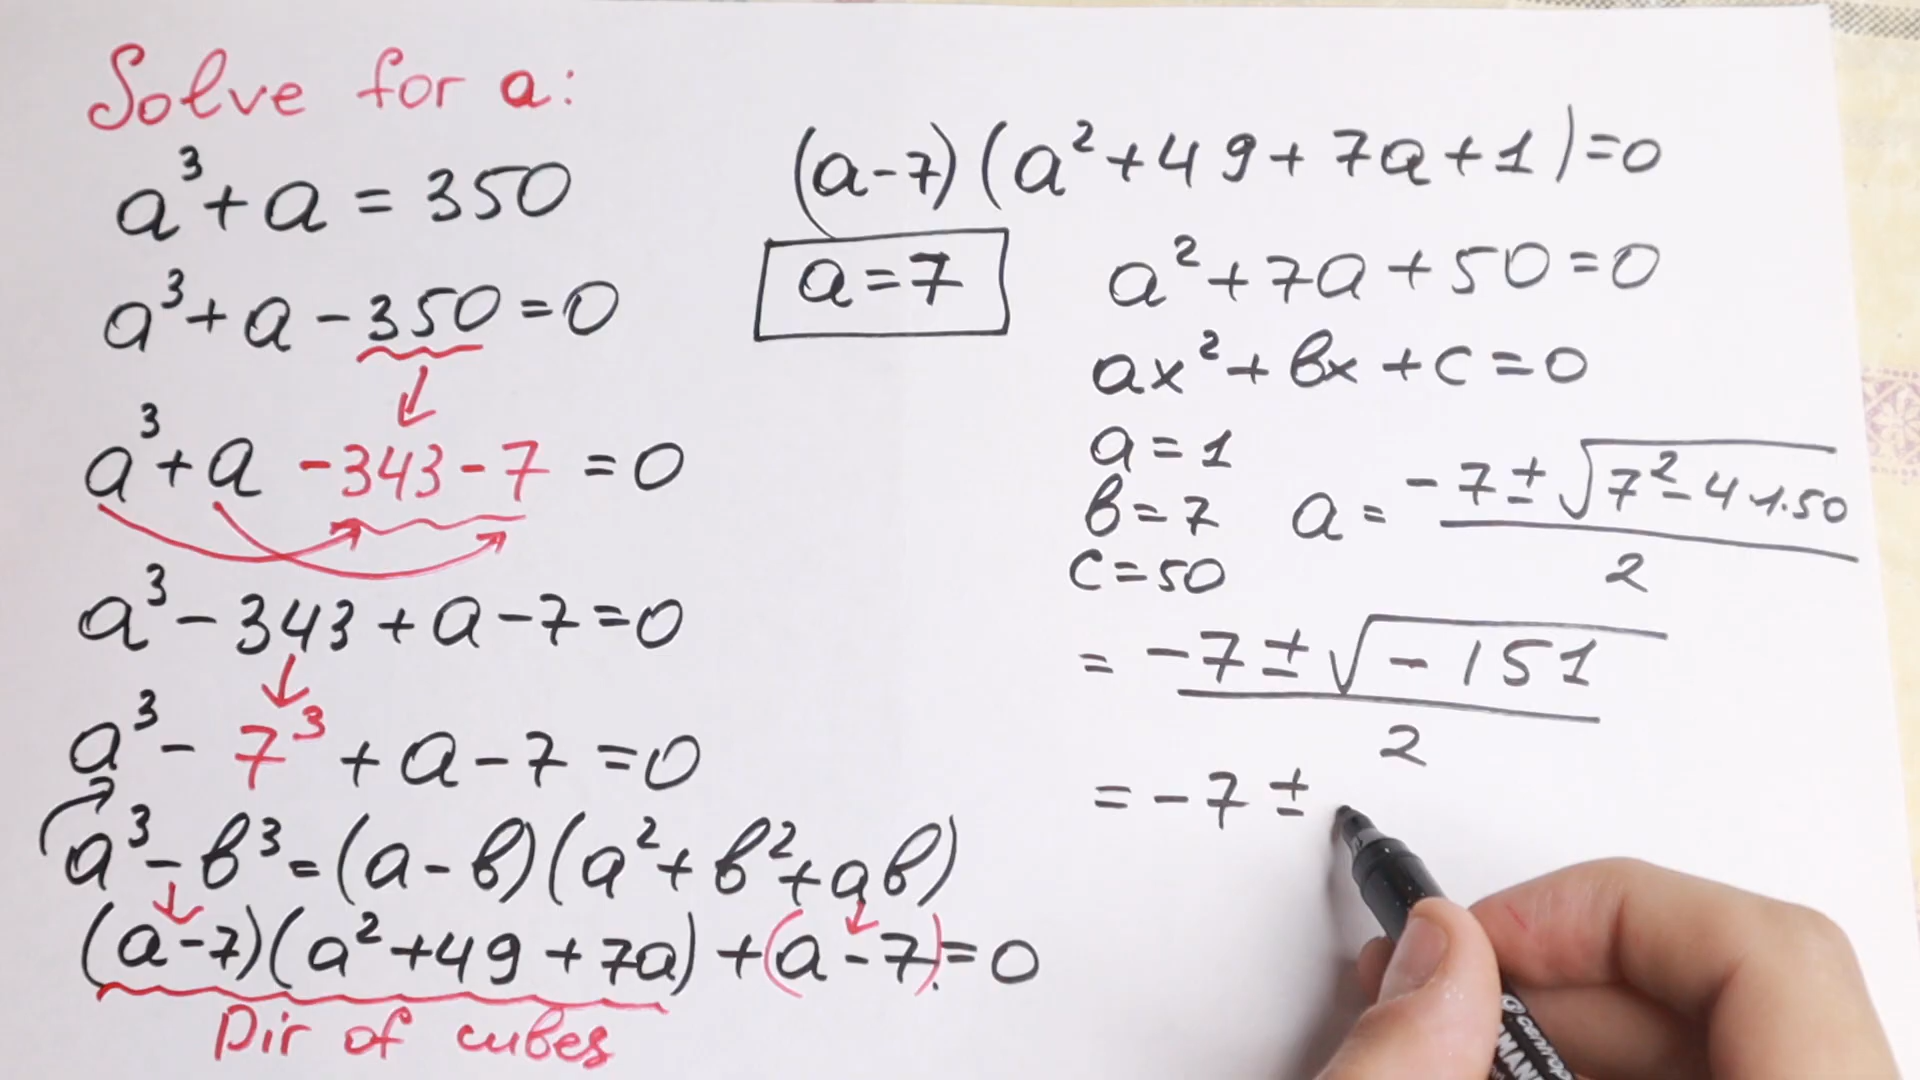 Solve for a:
a³+a=350
a³+a-350=0
a³+a-343-7=0
a³-343+a-7=0
a³-7³+a-7=0
a³-b³=(a-b)(a²+b²+ab)
(a-7)(a²+49+7a)+(a-7)=0
Dir of cubes
(a-7)(a²+49+7a+1)=0
a=7
a²+7a+50=0
ax²+bx+c=0
a=1
b=7
c=50
a=(-7±√(7²-4·1·50))/2
=(-7±√(-151))/2
=-7±